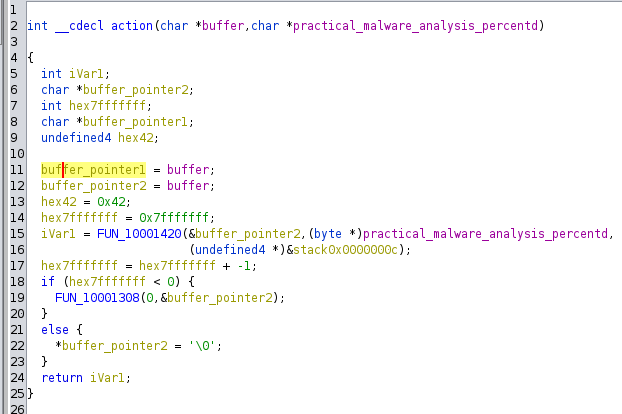 1
2 int __cdecl action(char *buffer,char *practical_malware_analysis_percentd)
3
4 {
5 int iVar1;
6 char *buffer_pointer2;
7 int hex7fffffff;
8 char *buffer_pointer1;
9 undefined4 hex42;
10
11 buffer_pointer1 = buffer;
12 buffer_pointer2 = buffer;
13 hex42 = 0x42;
14 hex7fffffff = 0x7fffffff;
15 iVar1 = FUN_10001420(&buffer_pointer2,(byte *)practical_malware_analysis_percentd,
16 (undefined4 *)&stack0x0000000c);
17 hex7fffffff = hex7fffffff + -1;
18 if (hex7fffffff < 0) {
19 FUN_10001308(0,&buffer_pointer2);
20 }
21 else {
22 *buffer_pointer2 = '\0';
23 }
24 return iVar1;
25 }
26